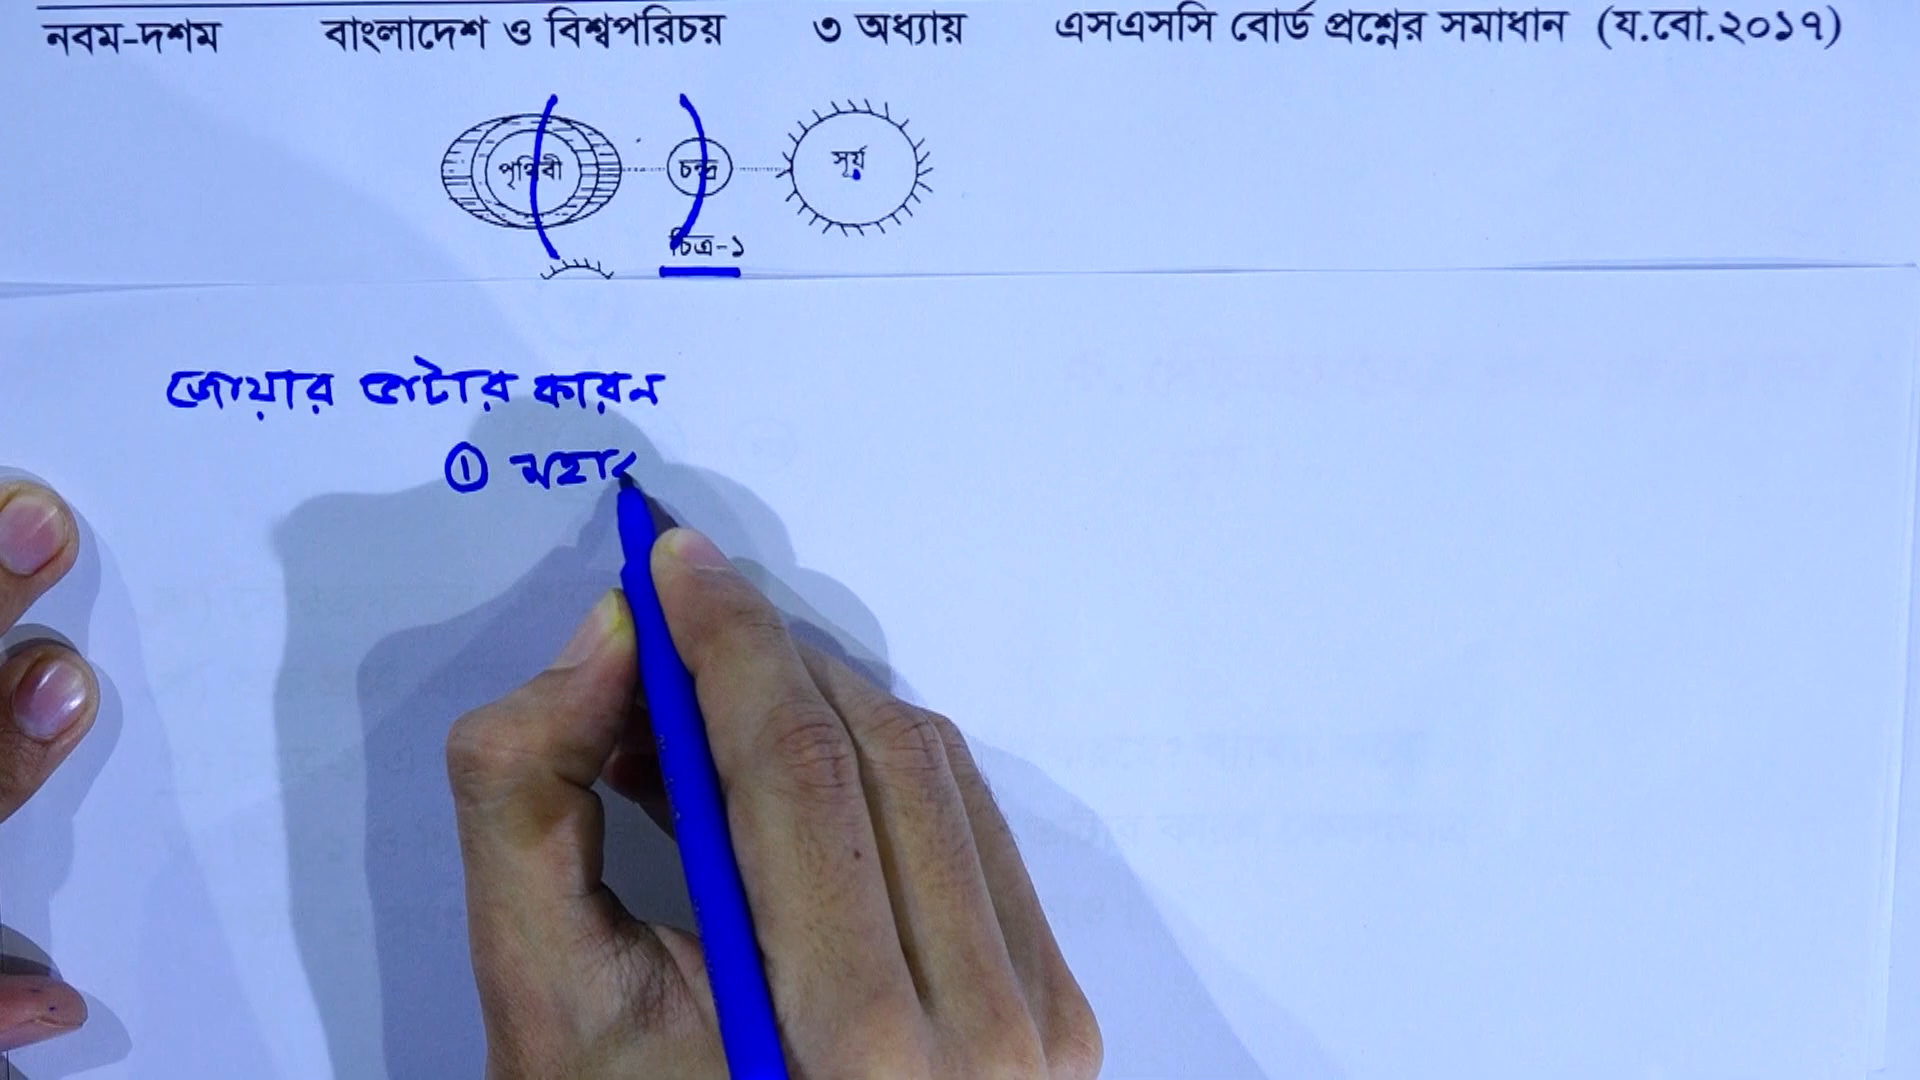 নবম-দশম বাংলাদেশ ও বিশ্বপরিচয় ৩ অধ্যায় এসএসসি বোর্ড প্রশ্নের সমাধান (য.বো.২০১৭)
পৃথিবী চন্দ্র সূর্য
চিত্র-১
জোয়ার ভাটার কারন
① মহাক